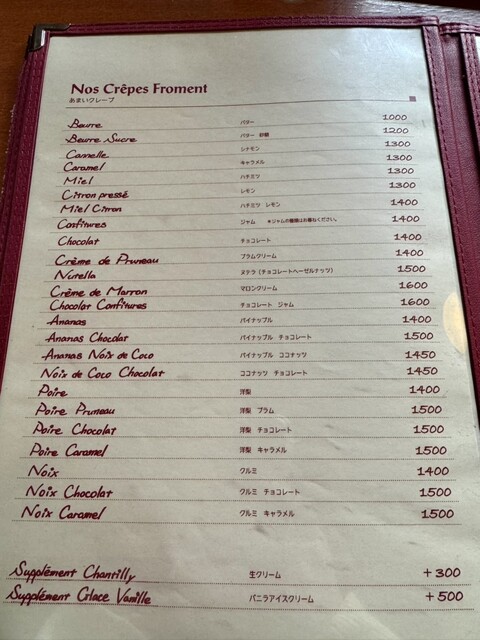 Nos Crêpes Froment
あまいクレープ
Beurre バター 1000
Beurre Sucre バター 砂糖 1200
Cannelle シナモン 1300
Caramel キャラメル 1300
Miel ハチミツ 1300
Citron pressé レモン 1300
Miel Citron ハチミツ レモン 1400
Confitures ジャム ※ジャムの種類はお尋ねください。 1400
Chocolat チョコレート 1400
Crème de Pruneau プラムクリーム 1400
Nutella ヌテラ（チョコレートヘーゼルナッツ） 1500
Crème de Marron マロンクリーム 1600
Chocolat Confitures チョコレート ジャム 1600
Ananas パイナップル 1400
Ananas Chocolat パイナップル チョコレート 1500
Ananas Noix de Coco パイナップル ココナッツ 1450
Noix de Coco Chocolat ココナッツ チョコレート 1450
Poire 洋梨 1400
Poire Pruneau 洋梨 プラム 1500
Poire Chocolat 洋梨 チョコレート 1500
Poire Caramel 洋梨 キャラメル 1500
Noix クルミ 1400
Noix Chocolat クルミ チョコレート 1500
Noix Caramel クルミ キャラメル 1500
Supplément Chantilly 生クリーム +300
Supplément Glace Vanille バニラアイスクリーム +500